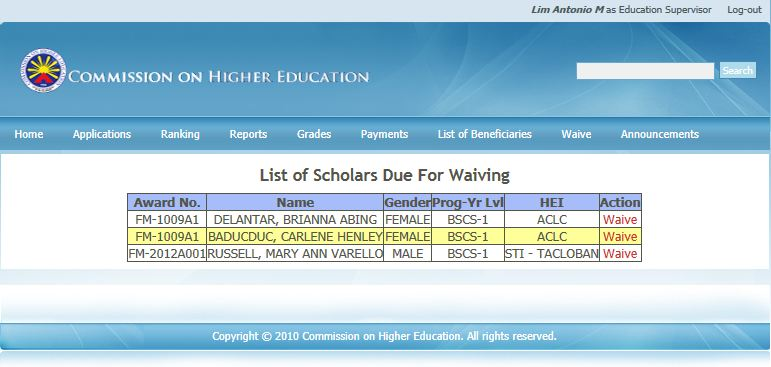 Lim Antonio M as Education Supervisor Log-out
COMMISSION ON HIGHER EDUCATION
Search
Home Applications Ranking Reports Grades Payments List of Beneficiaries Waive Announcements
List of Scholars Due For Waiving
Award No. Name Gender Prog-Yr Lvl HEI Action
FM-1009A1 DELANTAR, BRIANNA ABING FEMALE BSCS-1 ACLC Waive
FM-1009A1 BADUCDUC, CARLENE HENLEY FEMALE BSCS-1 ACLC Waive
FM-2012A001 RUSSELL, MARY ANN VARELLO MALE BSCS-1 STI - TACLOBAN Waive
Copyright © 2010 Commission on Higher Education. All rights reserved.